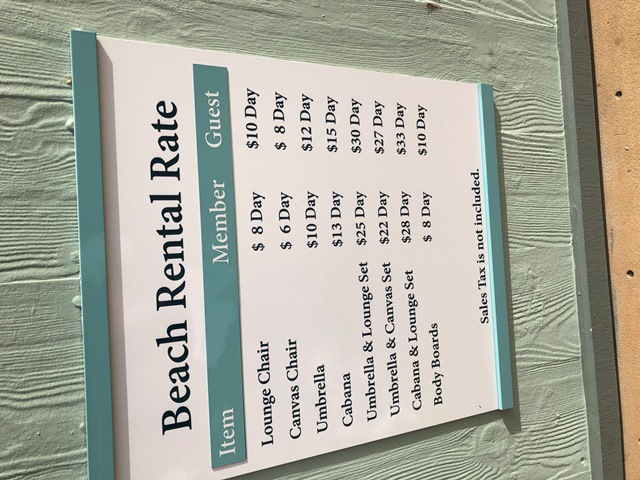 Beach Rental Rate
Item Member Guest
Lounge Chair $ 8 Day $10 Day
Canvas Chair $ 6 Day $ 8 Day
Umbrella $10 Day $12 Day
Cabana $13 Day $15 Day
Umbrella & Lounge Set $25 Day $30 Day
Umbrella & Canvas Set $22 Day $27 Day
Cabana & Lounge Set $28 Day $33 Day
Body Boards $ 8 Day $10 Day
Sales Tax is not included.